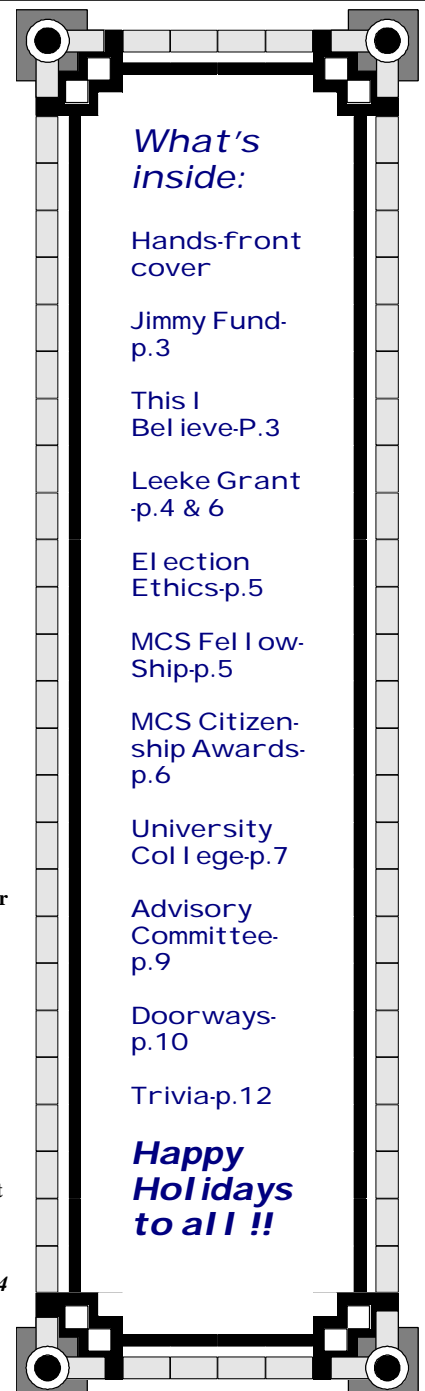 What's
inside:
Hands-front
cover
Jimmy Fund-
p.3
This I
Believe-P.3
Leeke Grant
-p.4 & 6
Election
Ethics-p.5
MCS Fellow-
Ship-p.5
MCS Citizen-
ship Awards-
p.6
University
College-p.7
Advisory
Committee-
p.9
Doorways-
p.10
Trivia-p.12
Happy
Holidays
to all !!
r
t
4